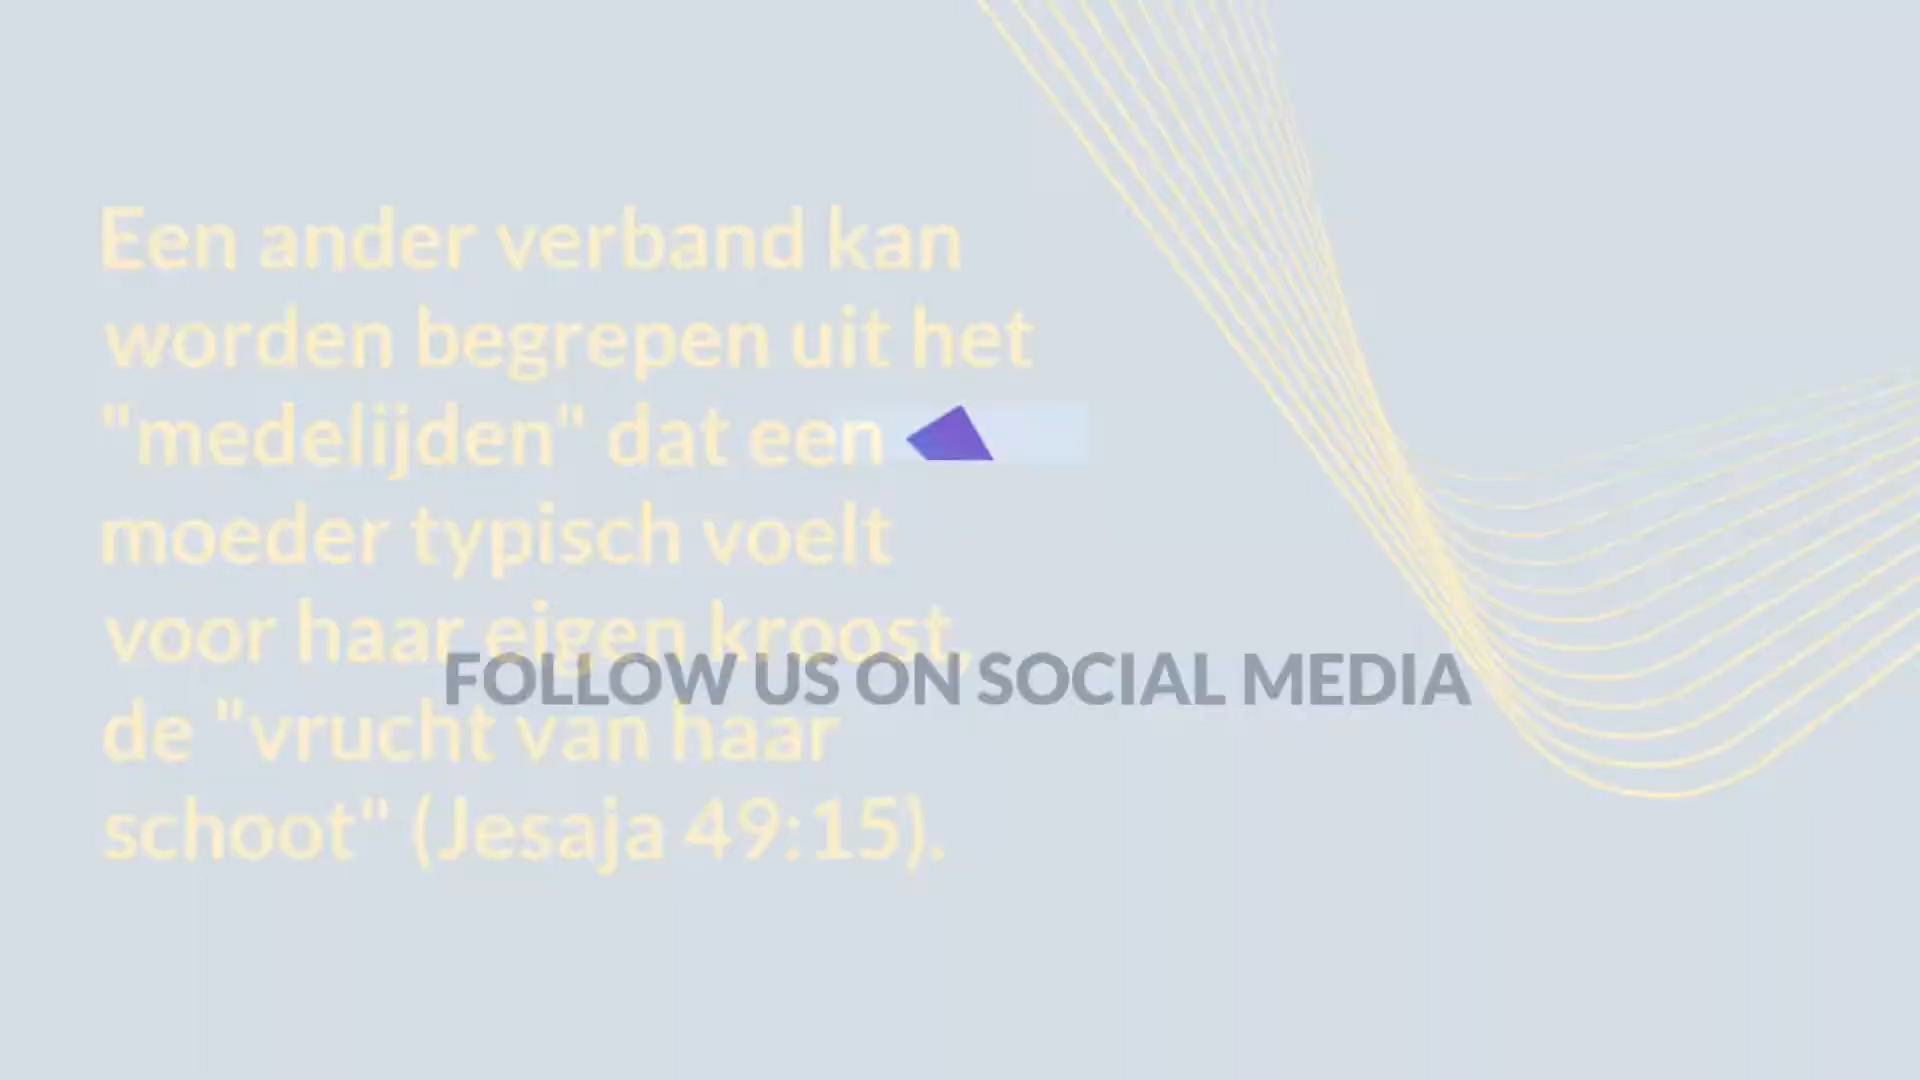 Een ander verband kan
worden begrepen uit het
"medelijden" dat een
moeder typisch voelt
voor haar eigen kroost,
de "vrucht van haar
schoot" (Jesaja 49:15).
FOLLOW US ON SOCIAL MEDIA